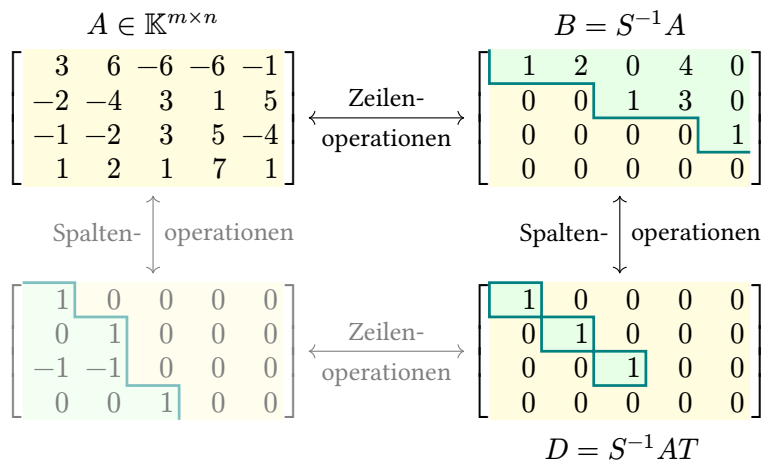 A ∈ 𝕂^{m×n} B = S^{-1}A
3 6 −6 −6 −1 1 2 0 4 0
−2 −4 3 1 5 Zeilen- 0 0 1 3 0
−1 −2 3 5 −4 operationen 0 0 0 0 1
1 2 1 7 1 0 0 0 0 0
Spalten- operationen Spalten- operationen
1 0 0 0 0 1 0 0 0 0
0 1 0 0 0 Zeilen- 0 1 0 0 0
−1 −1 0 0 0 operationen 0 0 1 0 0
0 0 1 0 0 0 0 0 0 0
D = S^{-1}AT